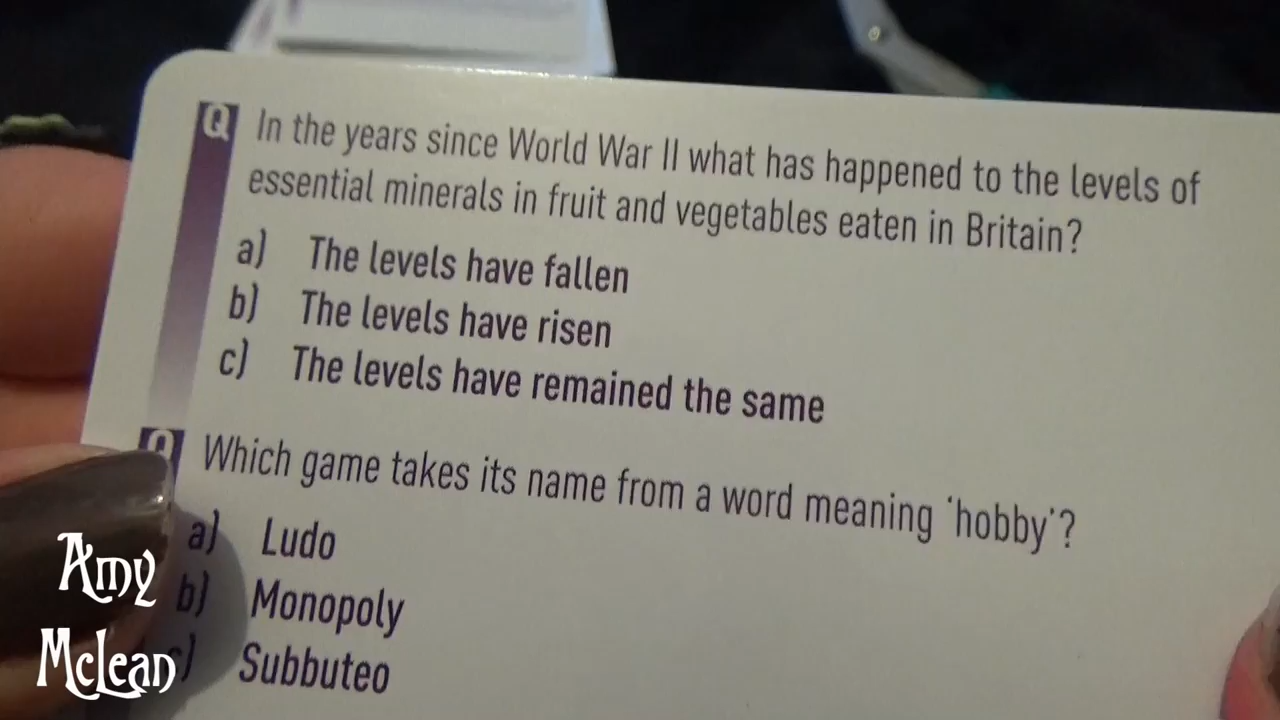 Q In the years since World War II what has happened to the levels of
essential minerals in fruit and vegetables eaten in Britain?
a) The levels have fallen
b) The levels have risen
c) The levels have remained the same
Q Which game takes its name from a word meaning 'hobby'?
a) Ludo
b) Monopoly
c) Subbuteo
Amy
McLean